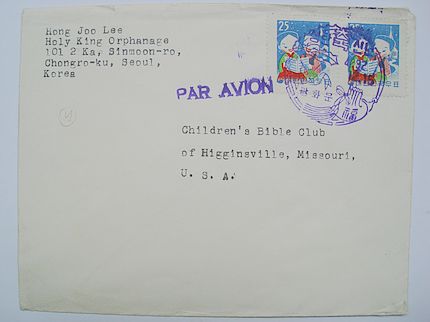 Hong Joo Lee
Holy King Orphanage
101 2 Ka, Sinmoon-ro,
Chongro-ku, Seoul,
Korea
25
PAR AVION
Children's Bible Club
of Higginsville, Missouri,
U. S. A.